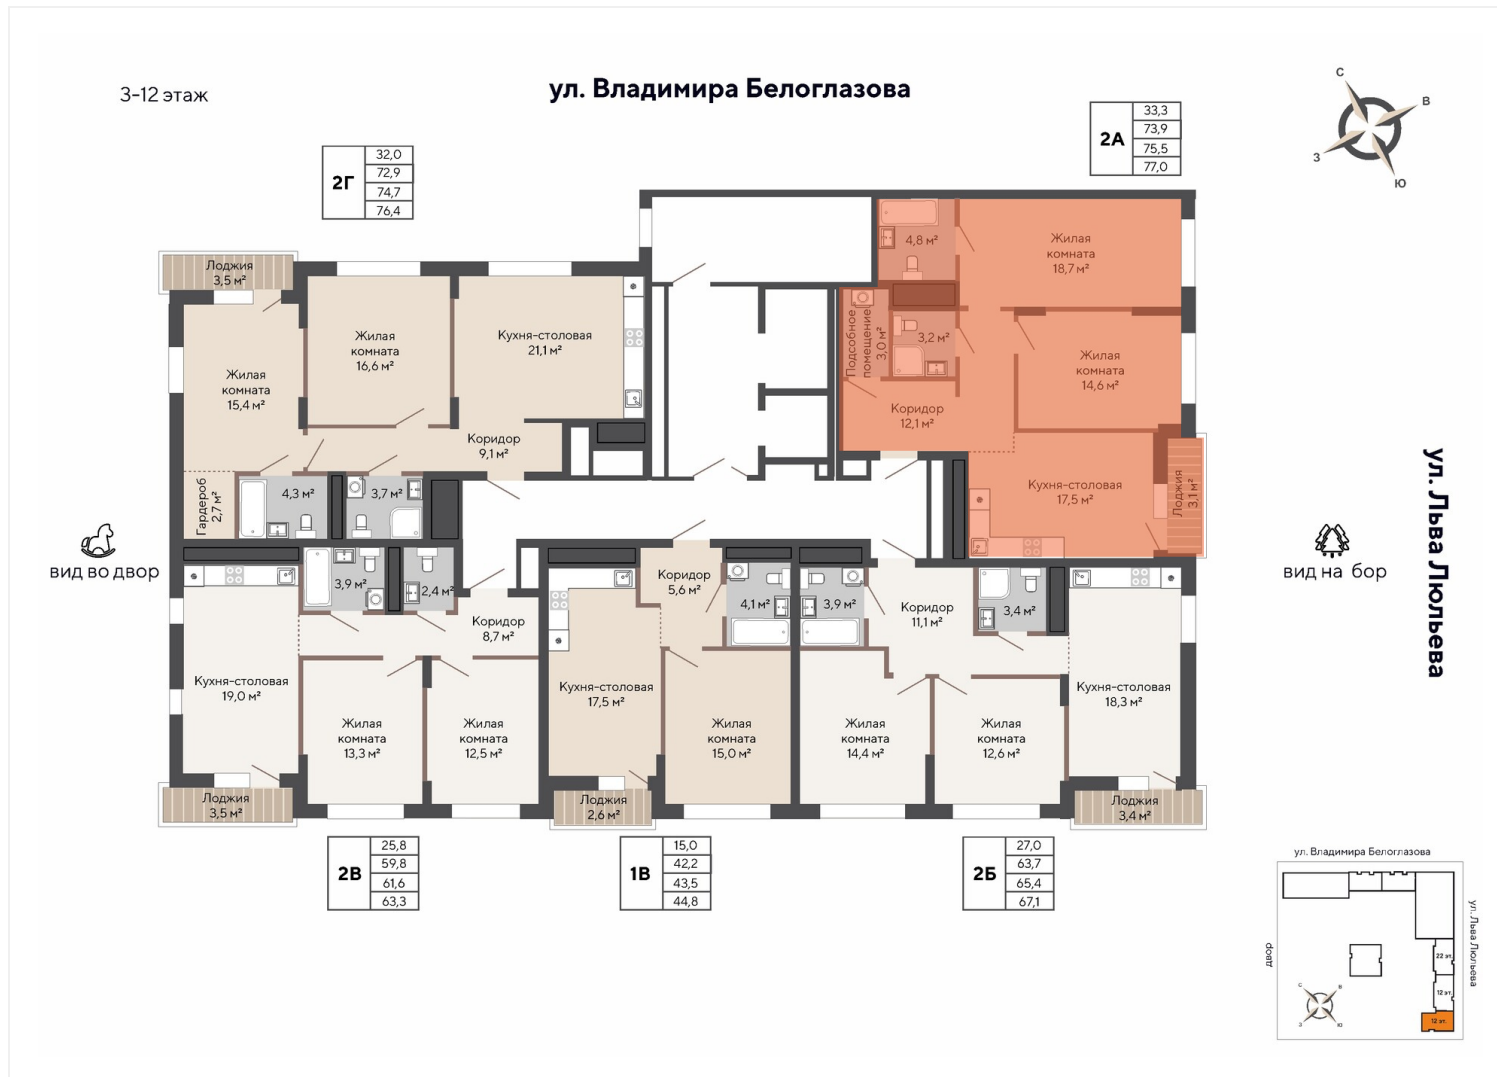 3-12 этаж
ул. Владимира Белоглазова
С
В
З
Ю
2А
33,3
73,9
75,5
77,0
2Г
32,0
72,9
74,7
76,4
Лоджия
3,5 м²
Жилая
комната
15,4 м²
Жилая
комната
16,6 м²
Кухня-столовая
21,1 м²
Коридор
9,1 м²
Гардероб
2,7 м²
4,3 м²
3,7 м²
4,8 м²
Жилая
комната
18,7 м²
Подсобное
помещение
3,0 м²
3,2 м²
Жилая
комната
14,6 м²
Коридор
12,1 м²
Кухня-столовая
17,5 м²
Лоджия
3,1 м²
вид во двор
вид на бор
ул. Льва Люльева
3,9 м²
2,4 м²
Коридор
8,7 м²
Кухня-столовая
19,0 м²
Жилая
комната
13,3 м²
Жилая
комната
12,5 м²
Лоджия
3,5 м²
Коридор
5,6 м²
4,1 м²
Кухня-столовая
17,5 м²
Жилая
комната
15,0 м²
Лоджия
2,6 м²
3,9 м²
Коридор
11,1 м²
3,4 м²
Кухня-столовая
18,3 м²
Жилая
комната
14,4 м²
Жилая
комната
12,6 м²
Лоджия
3,4 м²
2В
25,8
59,8
61,6
63,3
1В
15,0
42,2
43,5
44,8
2Б
27,0
63,7
65,4
67,1
ул. Владимира Белоглазова
ул. Льва Люльева
двор
22 эт.
12 эт.
12 эт.
С
В
З
Ю